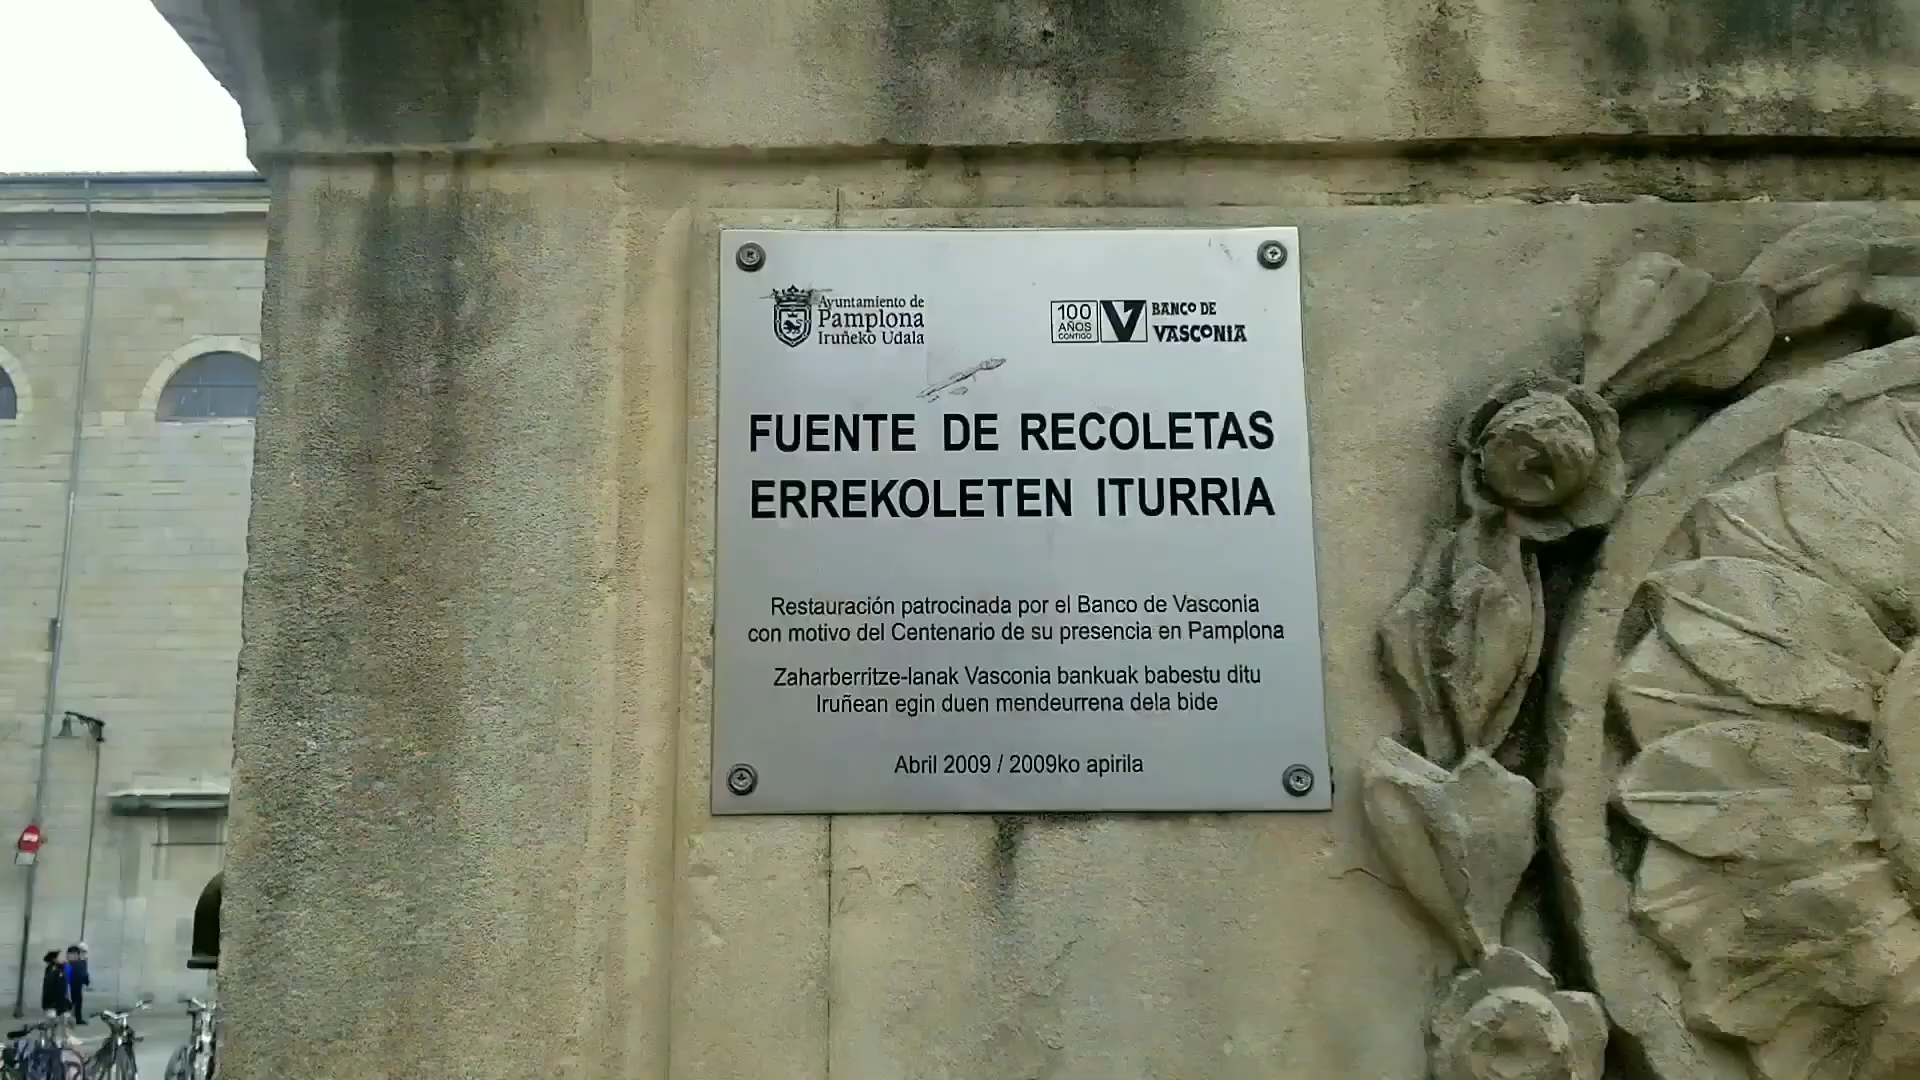 Ayuntamiento de
Pamplona
Iruñeko Udala
100
AÑOS
CONTIGO
BANCO DE
VASCONIA
FUENTE DE RECOLETAS
ERREKOLETEN ITURRIA
Restauración patrocinada por el Banco de Vasconia
con motivo del Centenario de su presencia en Pamplona
Zaharberritze-lanak Vasconia bankuak babestu ditu
Iruñean egin duen mendeurrena dela bide
Abril 2009 / 2009ko apirila